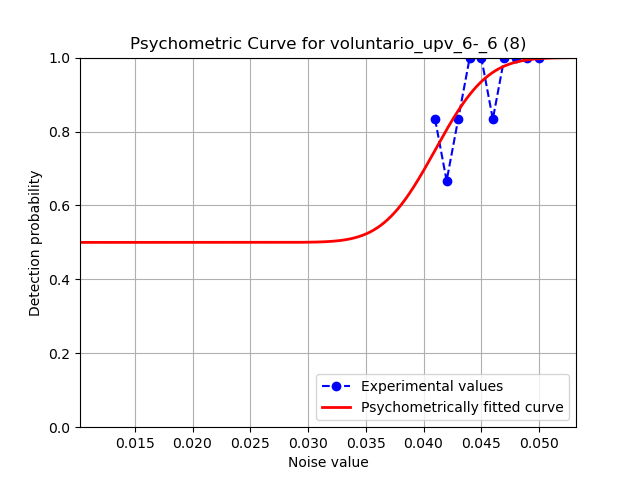 Psychometric Curve for voluntario_upv_6-_6 (8)
1.0
0.8
0.6
0.4
0.2
0.0
Detection probability
0.015 0.020 0.025 0.030 0.035 0.040 0.045 0.050
Noise value
Experimental values
Psychometrically fitted curve